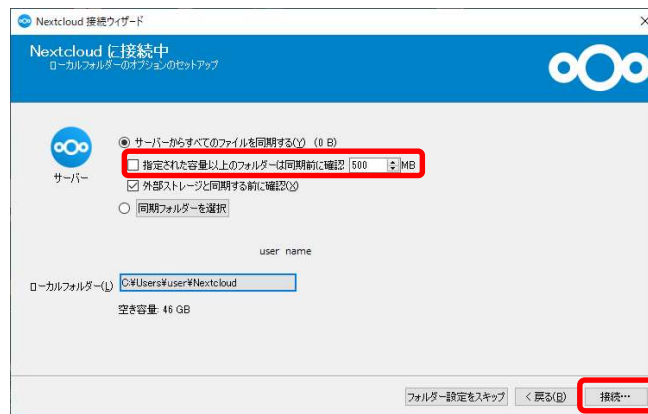 Nextcloud 接続ウィザード
Nextcloud に接続中
ローカルフォルダーのオプションのセットアップ
サーバーからすべてのファイルを同期する(Y) (0 B)
指定された容量以上のフォルダーは同期前に確認 500 MB
サーバー
外部ストレージと同期する前に確認(X)
同期フォルダーを選択
user name
ローカルフォルダー(L) C:¥Users¥user¥Nextcloud
空き容量: 46 GB
フォルダー設定をスキップ < 戻る(B) 接続…